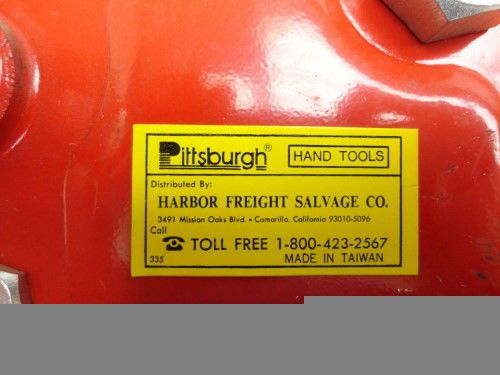 Pittsburgh® HAND TOOLS
Distributed By:
HARBOR FREIGHT SALVAGE CO.
3491 Mission Oaks Blvd. • Camarillo, California 93010-5096
Call
☎ TOLL FREE 1-800-423-2567
335 MADE IN TAIWAN